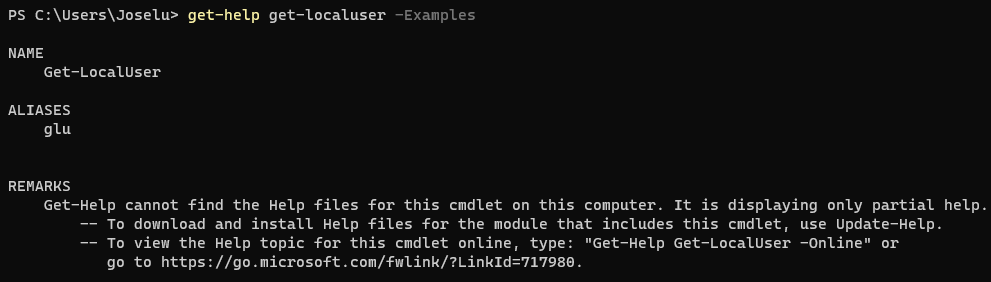 PS C:\Users\Joselu> get-help get-localuser -Examples
NAME
Get-LocalUser
ALIASES
glu
REMARKS
Get-Help cannot find the Help files for this cmdlet on this computer. It is displaying only partial help.
-- To download and install Help files for the module that includes this cmdlet, use Update-Help.
-- To view the Help topic for this cmdlet online, type: "Get-Help Get-LocalUser -Online" or
go to https://go.microsoft.com/fwlink/?LinkId=717980.